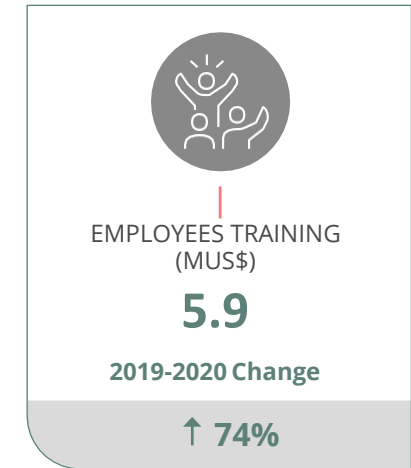 EMPLOYEES TRAINING
(MUS$)
5.9
2019-2020 Change
↑ 74%